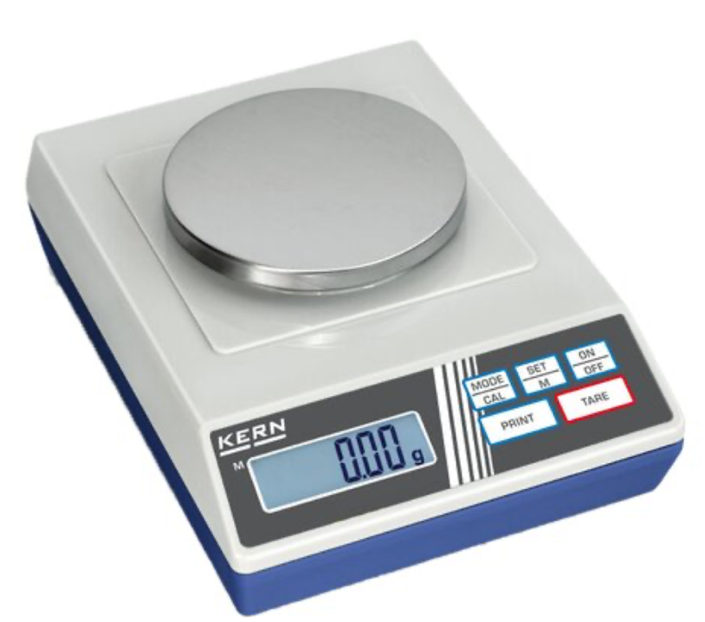 KERN
M
0.00 g
MODE
CAL
SET
M
ON
OFF
PRINT
TARE